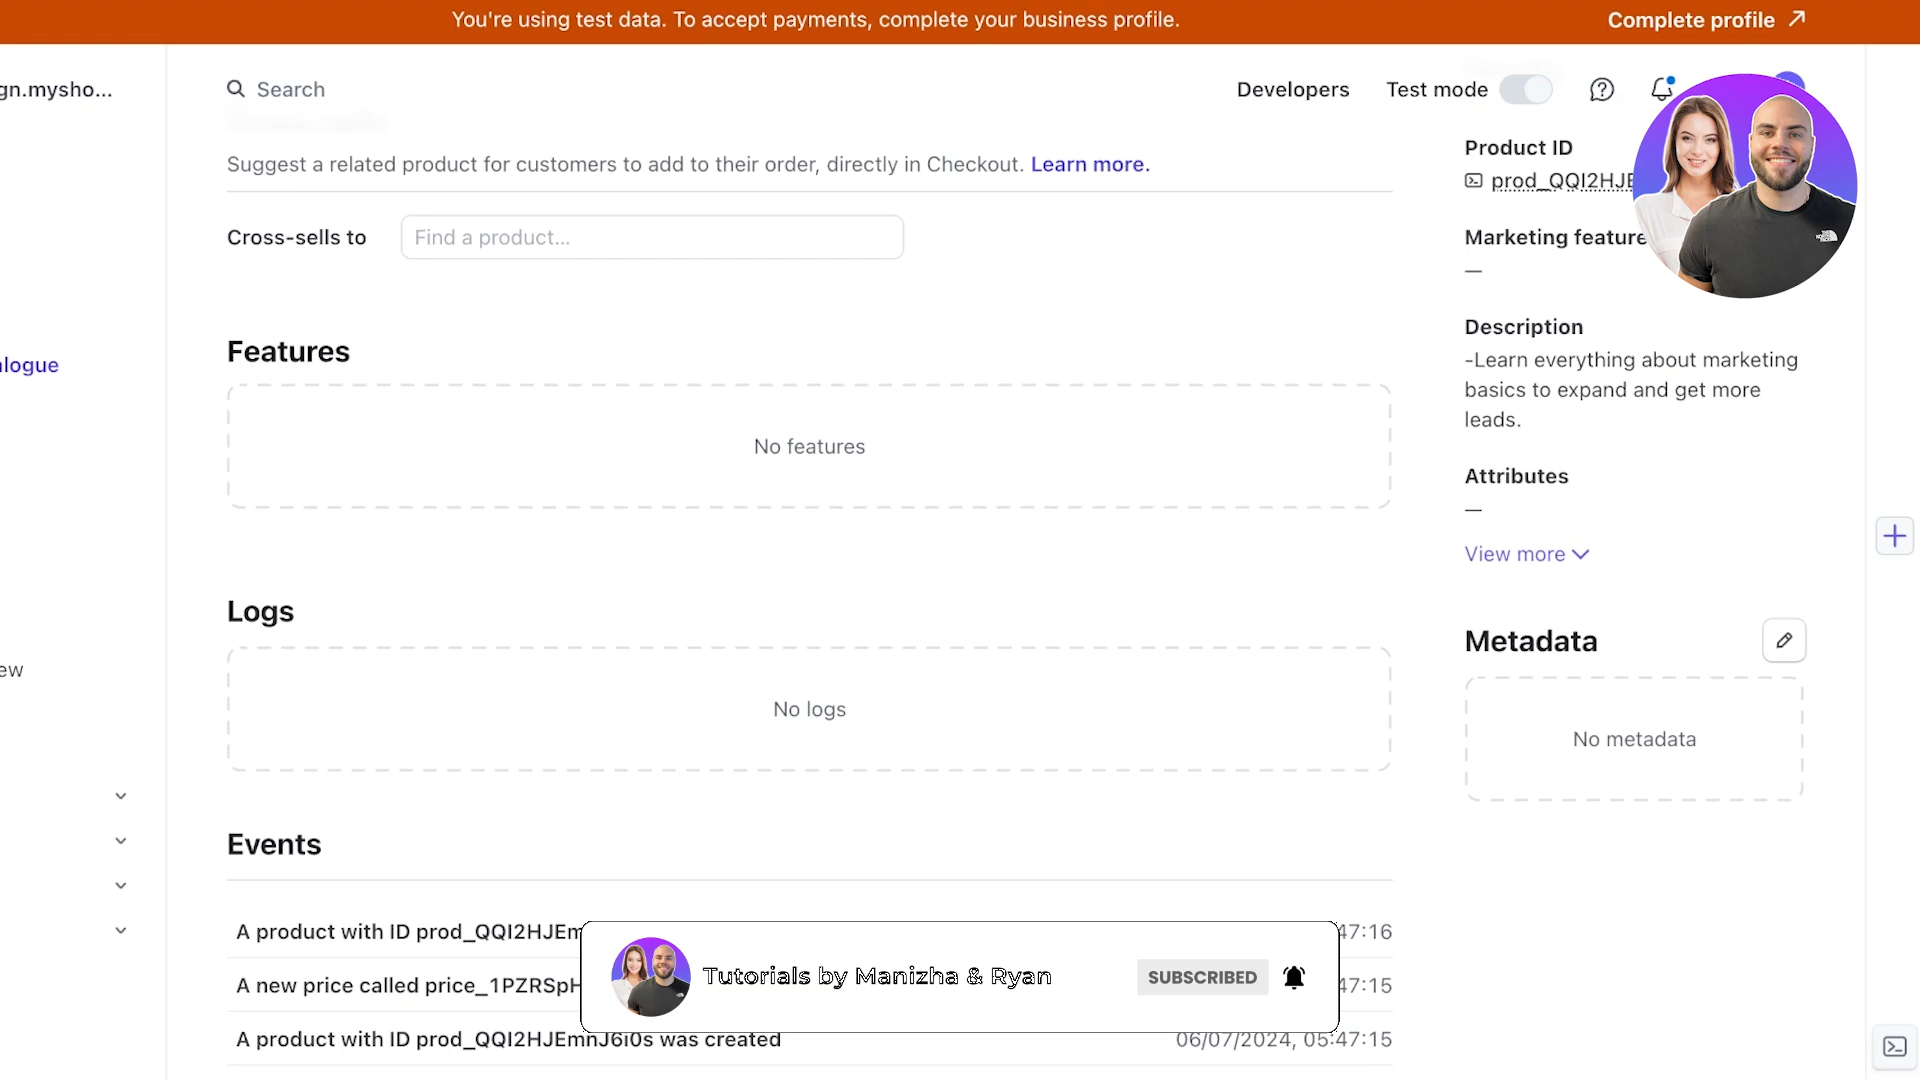 You're using test data. To accept payments, complete your business profile.
Complete profile
gn.mysho...
Search
Developers
Test mode
Suggest a related product for customers to add to their order, directly in Checkout. Learn more.
Product ID
prod_QQI2HJE
Cross-sells to
Find a product...
Marketing feature
—
Features
Description
-Learn everything about marketing
basics to expand and get more
leads.
alogue
No features
Attributes
—
View more
Logs
Metadata
ew
No logs
No metadata
Events
A product with ID prod_QQI2HJEm
47:16
A new price called price_1PZRSpH
47:15
Tutorials by Manizha & Ryan
SUBSCRIBED
A product with ID prod_QQI2HJEmnJ6i0s was created
06/07/2024, 05:47:15